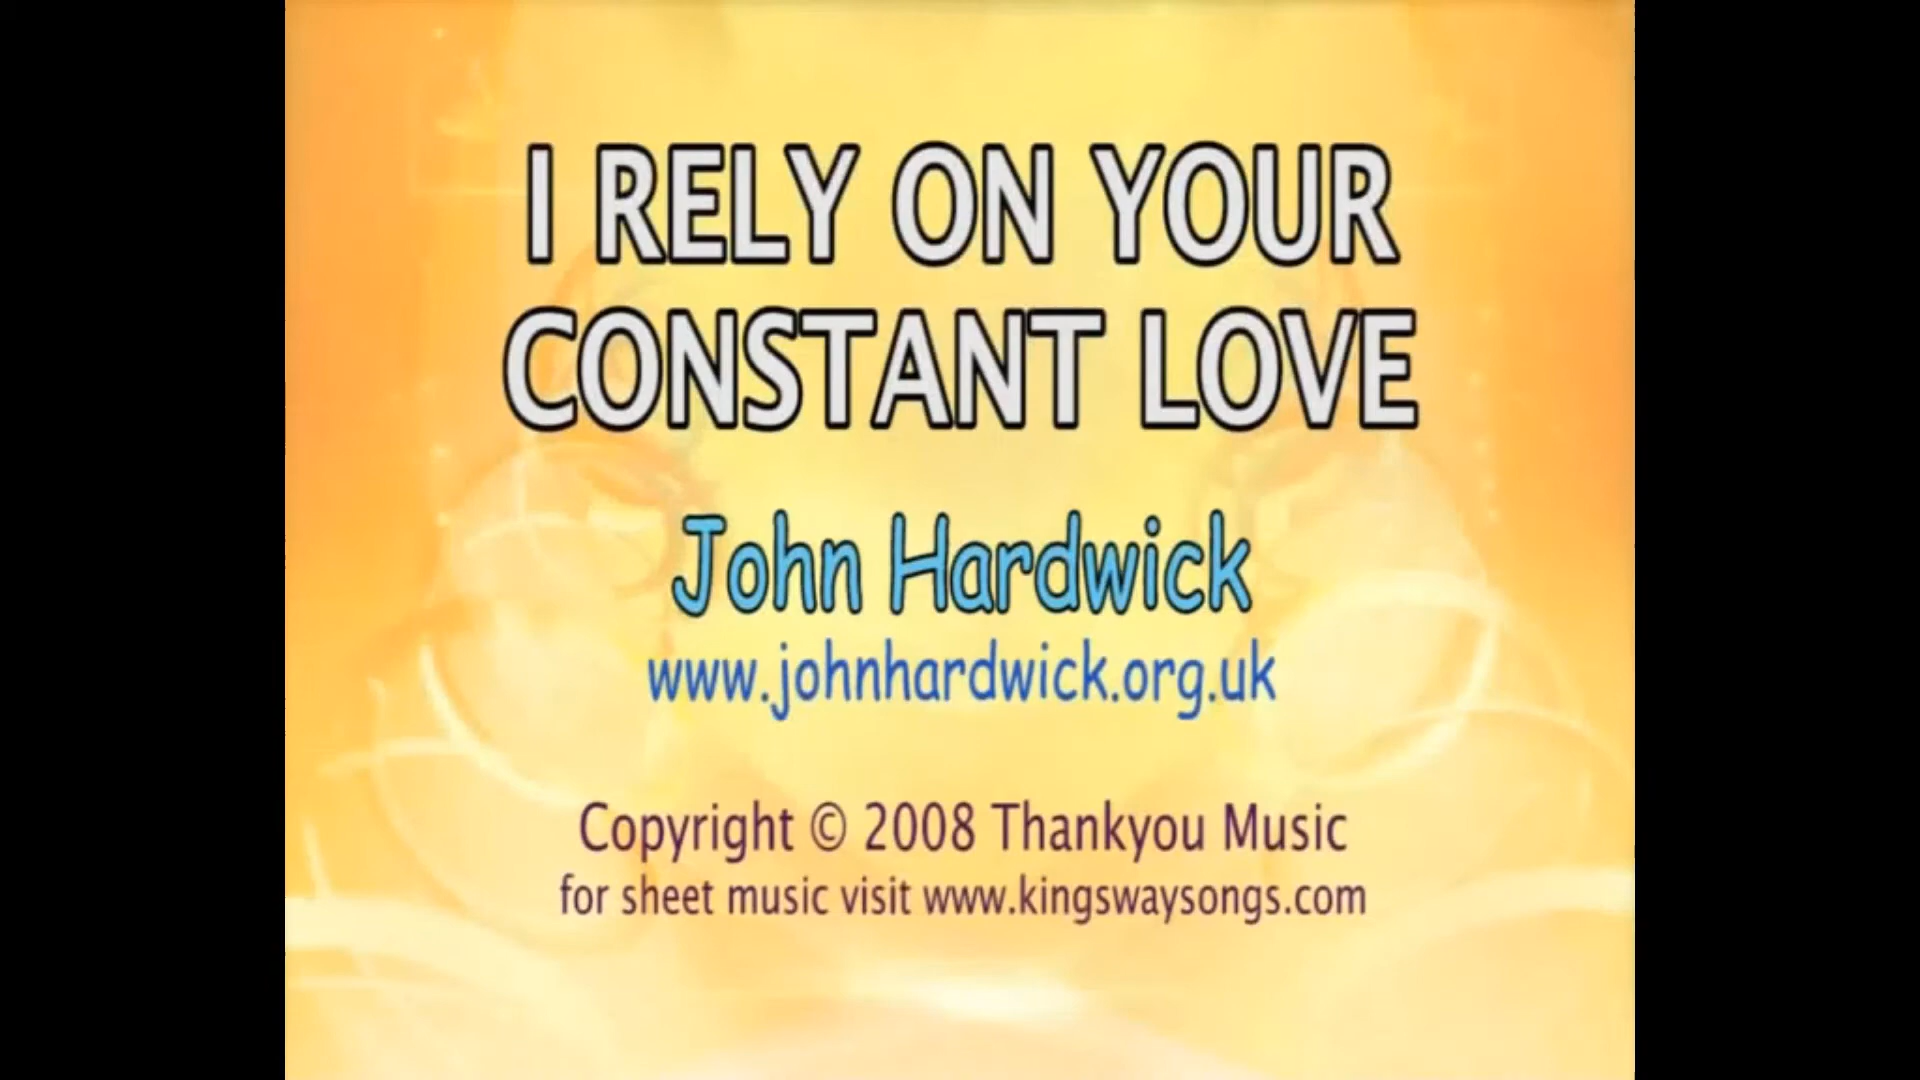 I RELY ON YOUR
CONSTANT LOVE
John Hardwick
www.johnhardwick.org.uk
Copyright © 2008 Thankyou Music
for sheet music visit www.kingswaysongs.com